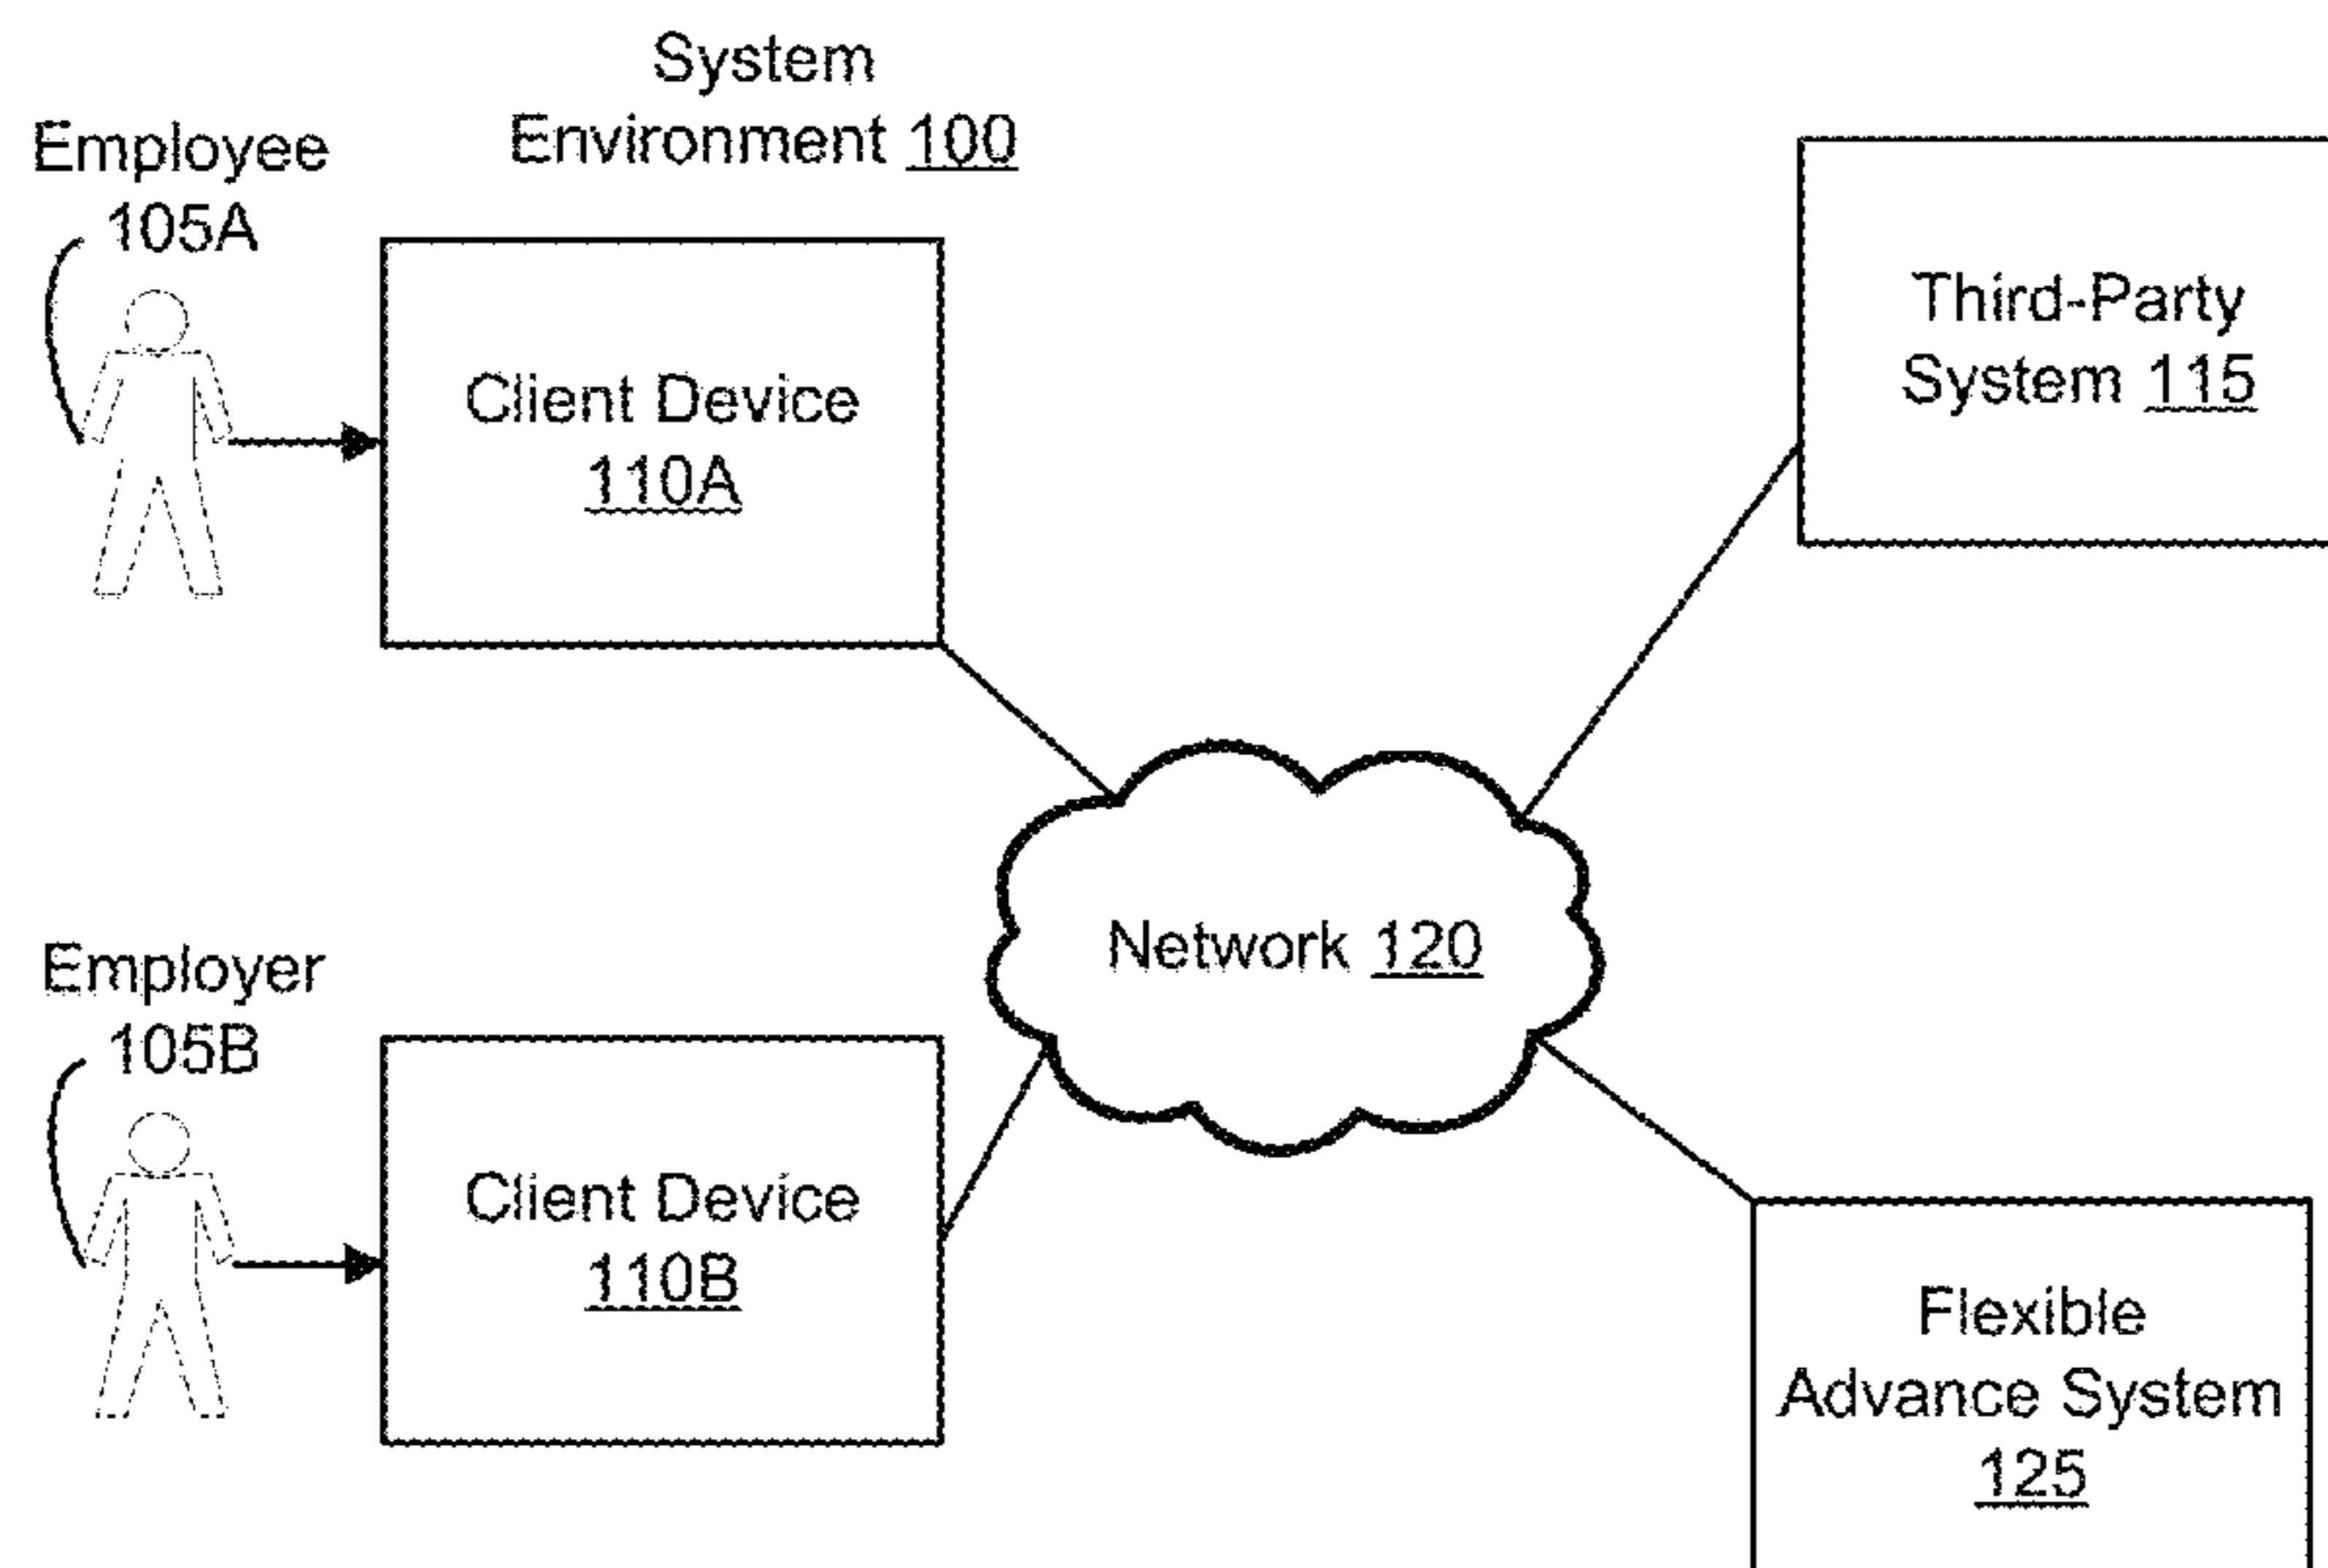 System
Environment 100
Employee
105A
Client Device
110A
Third-Party
System 115
Network 120
Employer
105B
Client Device
110B
Flexible
Advance System
125